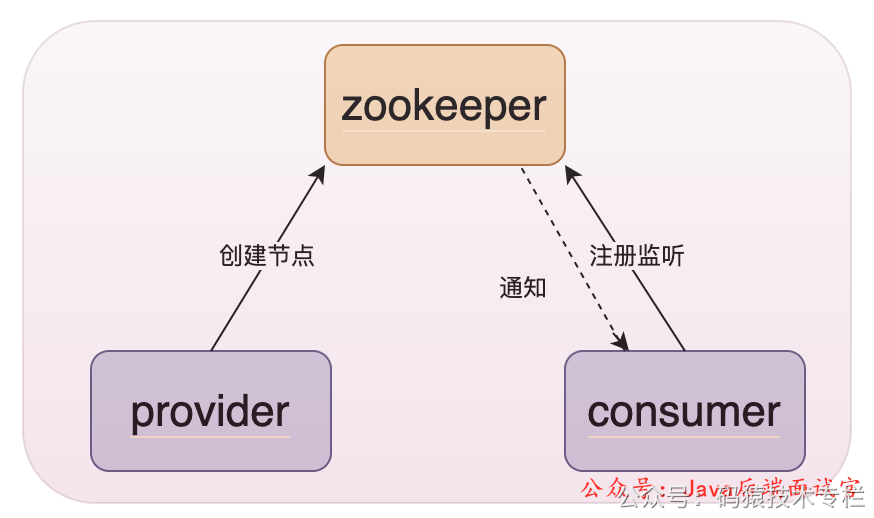 zookeeper
创建节点
注册监听
通知
provider
consumer
公众号：Java后端面试官
公众号：码猿技术专栏